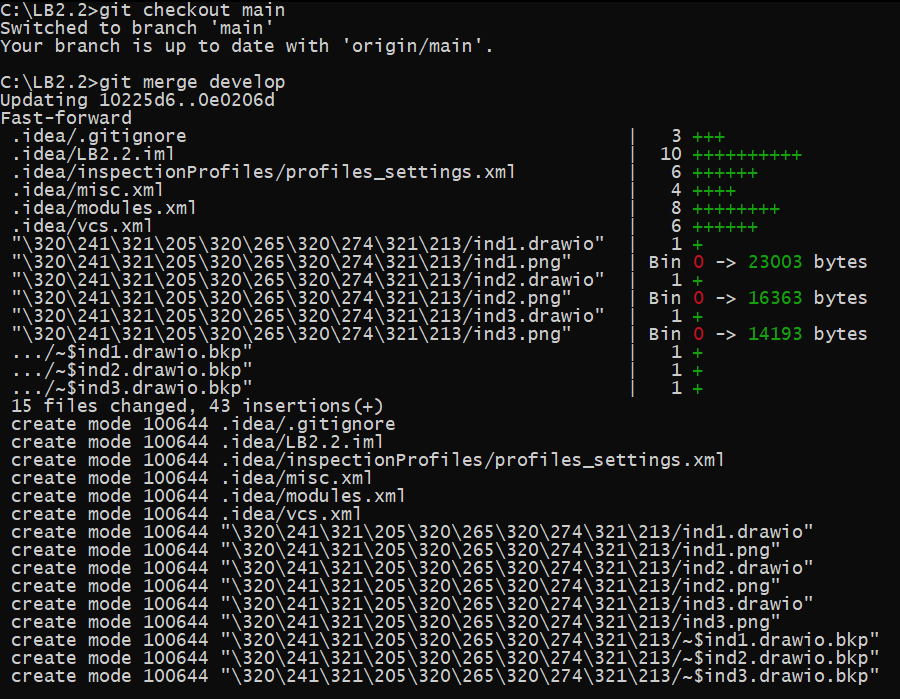 C:\LB2.2>git checkout main
Switched to branch 'main'
Your branch is up to date with 'origin/main'.
C:\LB2.2>git merge develop
Updating 10225d6..0e0206d
Fast-forward
.idea/.gitignore | 3 +++
.idea/LB2.2.iml | 10 ++++++++++
.idea/inspectionProfiles/profiles_settings.xml | 6 ++++++
.idea/misc.xml | 4 ++++
.idea/modules.xml | 8 ++++++++
.idea/vcs.xml | 6 ++++++
"\320\241\321\205\320\265\320\274\321\213/ind1.drawio" | 1 +
"\320\241\321\205\320\265\320\274\321\213/ind1.png" | Bin 0 -> 23003 bytes
"\320\241\321\205\320\265\320\274\321\213/ind2.drawio" | 1 +
"\320\241\321\205\320\265\320\274\321\213/ind2.png" | Bin 0 -> 16363 bytes
"\320\241\321\205\320\265\320\274\321\213/ind3.drawio" | 1 +
"\320\241\321\205\320\265\320\274\321\213/ind3.png" | Bin 0 -> 14193 bytes
.../~$ind1.drawio.bkp" | 1 +
.../~$ind2.drawio.bkp" | 1 +
.../~$ind3.drawio.bkp" | 1 +
15 files changed, 43 insertions(+)
create mode 100644 .idea/.gitignore
create mode 100644 .idea/LB2.2.iml
create mode 100644 .idea/inspectionProfiles/profiles_settings.xml
create mode 100644 .idea/misc.xml
create mode 100644 .idea/modules.xml
create mode 100644 .idea/vcs.xml
create mode 100644 "\320\241\321\205\320\265\320\274\321\213/ind1.drawio"
create mode 100644 "\320\241\321\205\320\265\320\274\321\213/ind1.png"
create mode 100644 "\320\241\321\205\320\265\320\274\321\213/ind2.drawio"
create mode 100644 "\320\241\321\205\320\265\320\274\321\213/ind2.png"
create mode 100644 "\320\241\321\205\320\265\320\274\321\213/ind3.drawio"
create mode 100644 "\320\241\321\205\320\265\320\274\321\213/ind3.png"
create mode 100644 "\320\241\321\205\320\265\320\274\321\213/~$ind1.drawio.bkp"
create mode 100644 "\320\241\321\205\320\265\320\274\321\213/~$ind2.drawio.bkp"
create mode 100644 "\320\241\321\205\320\265\320\274\321\213/~$ind3.drawio.bkp"